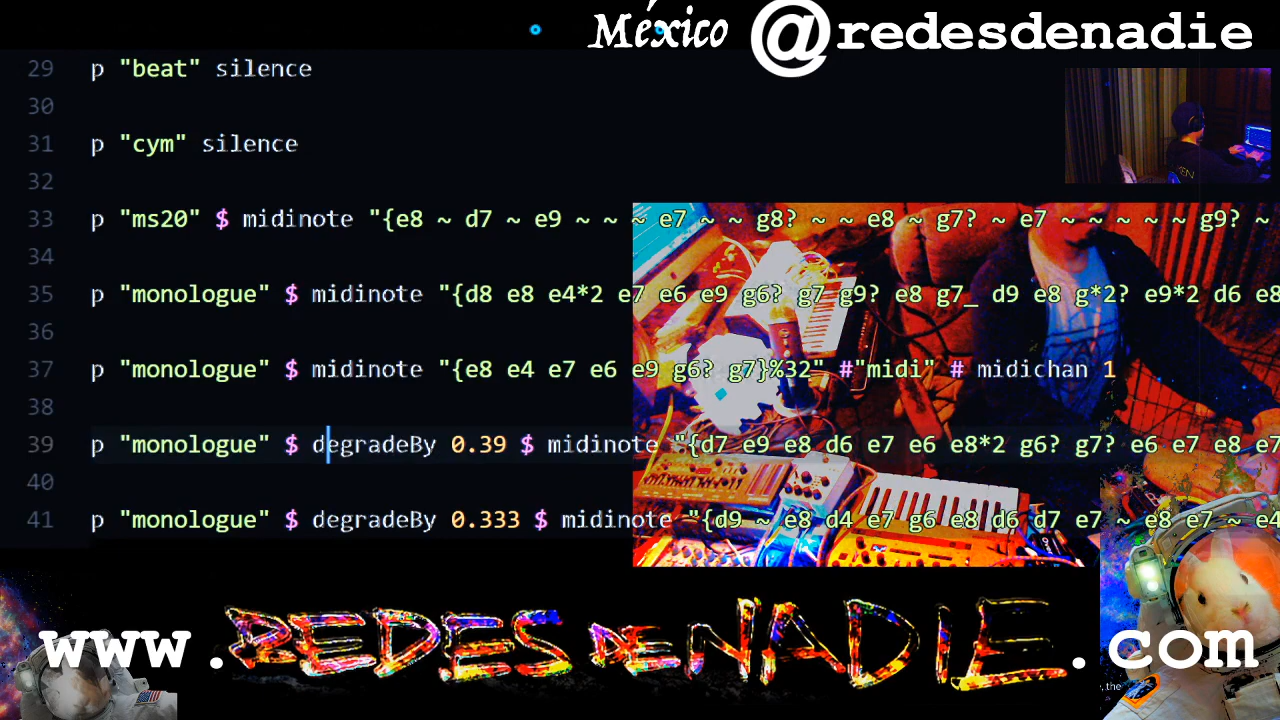 México @redesdenadie
29 p "beat" silence
30
31 p "cym" silence
32
33 p "ms20" $ midinote "{e8 ~ d7 ~ e9 ~ ~ ~ e7 ~ ~ g8? ~ ~ e8 ~ g7? ~ e7 ~ ~ ~ ~ ~ g9? ~
34
35 p "monologue" $ midinote "{d8 e8 e4*2 e7 e6 e9 g6? g7 g9? e8 g7_ d9 e8 g*2? e9*2 d6 e8
36
37 p "monologue" $ midinote "{e8 e4 e7 e6 e9 g6? g7}%32" #"midi" # midichan 1
38
39 p "monologue" $ degradeBy 0.39 $ midinote "{d7 e9 e8 d6 e7 e6 e8*2 g6? g7? e6 e7 e8 e7
40
41 p "monologue" $ degradeBy 0.333 $ midinote "{d9 ~ e8 d4 e7 g6 e8 d6 d7 e7 ~ e8 e7 ~ e4
www.REDES DE NADIE.com
, the